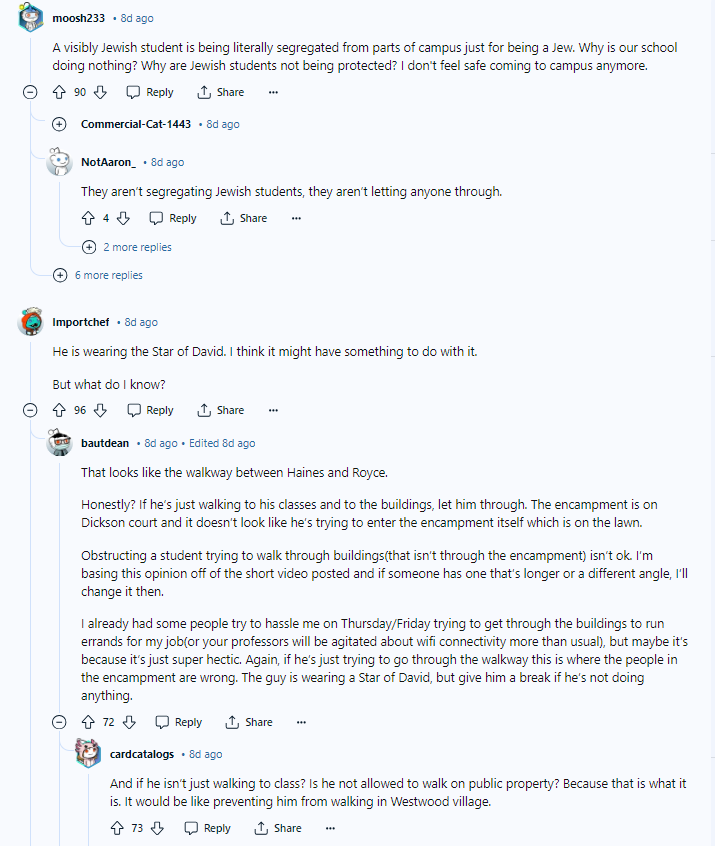 moosh233 • 8d ago
A visibly Jewish student is being literally segregated from parts of campus just for being a Jew. Why is our school
doing nothing? Why are Jewish students not being protected? I don't feel safe coming to campus anymore.
90 Reply Share ...
Commercial-Cat-1443 • 8d ago
NotAaron_ • 8d ago
They aren't segregating Jewish students, they aren't letting anyone through.
4 Reply Share ...
2 more replies
6 more replies
Importchef • 8d ago
He is wearing the Star of David. I think it might have something to do with it.
But what do I know?
96 Reply Share ...
bautdean • 8d ago • Edited 8d ago
That looks like the walkway between Haines and Royce.
Honestly? If he's just walking to his classes and to the buildings, let him through. The encampment is on
Dickson court and it doesn't look like he's trying to enter the encampment itself which is on the lawn.
Obstructing a student trying to walk through buildings(that isn't through the encampment) isn't ok. I'm
basing this opinion off of the short video posted and if someone has one that's longer or a different angle, I'll
change it then.
I already had some people try to hassle me on Thursday/Friday trying to get through the buildings to run
errands for my job(or your professors will be agitated about wifi connectivity more than usual), but maybe it's
because it's just super hectic. Again, if he's just trying to go through the walkway this is where the people in
the encampment are wrong. The guy is wearing a Star of David, but give him a break if he's not doing
anything.
72 Reply Share ...
cardcatalogs • 8d ago
And if he isn't just walking to class? Is he not allowed to walk on public property? Because that is what it
is. It would be like preventing him from walking in Westwood village.
73 Reply Share ...